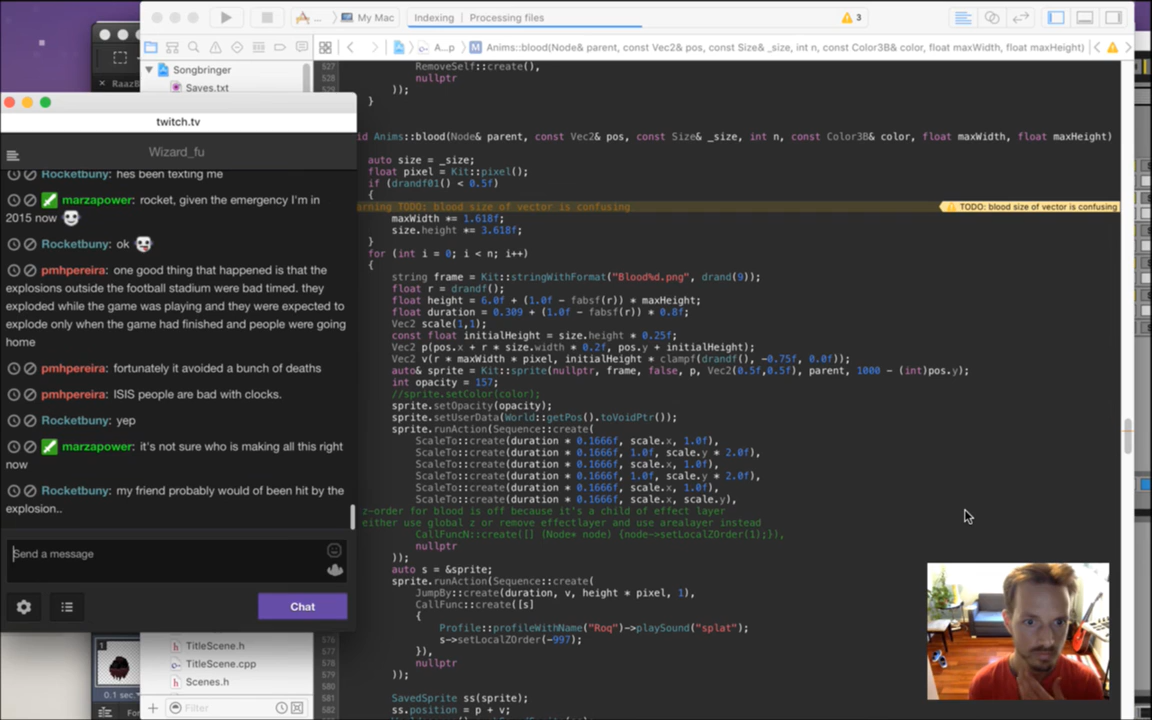 My Mac
Indexing | Processing files
3
A...p
Anims::blood(Node& parent, const Vec2& pos, const Size& _size, int n, const Color3B& color, float maxWidth, float maxHeight)
Songbringer
Saves.txt
twitch.tv
Wizard_fu
Rocketbuny: hes been texting me
marzapower: rocket, given the emergency I'm in
2015 now
Rocketbuny: ok
pmhpereira: one good thing that happened is that the
explosions outside the football stadium were bad timed. they
exploded while the game was playing and they were expected to
explode only when the game had finished and people were going
home
pmhpereira: fortunately it avoided a bunch of deaths
pmhpereira: ISIS people are bad with clocks.
Rocketbuny: yep
marzapower: it's not sure who is making all this right
now
Rocketbuny: my friend probably would of been hit by the
explosion..
Send a message
Chat
1
0.1 sec.
TitleScene.h
TitleScene.cpp
Scenes.h
Filter
527 RemoveSelf::create(),
528 nullptr
529 ));
}
id Anims::blood(Node& parent, const Vec2& pos, const Size& _size, int n, const Color3B& color, float maxWidth, float maxHeight)
auto size = _size;
float pixel = Kit::pixel();
if (drandf01() < 0.5f)
{
arning TODO: blood size of vector is confusing
TODO: blood size of vector is confusing
maxWidth *= 1.618f;
size.height *= 3.618f;
}
for (int i = 0; i < n; i++)
{
string frame = Kit::stringWithFormat("Blood%d.png", drand(9));
float r = drandf();
float height = 6.0f + (1.0f - fabsf(r)) * maxHeight;
float duration = 0.309 + (1.0f - fabsf(r)) * 0.8f;
Vec2 scale(1,1);
const float initialHeight = size.height * 0.25f;
Vec2 p(pos.x + r * size.width * 0.2f, pos.y + initialHeight);
Vec2 v(r * maxWidth * pixel, initialHeight * clampf(drandf(), -0.75f, 0.0f));
auto& sprite = Kit::sprite(nullptr, frame, false, p, Vec2(0.5f,0.5f), parent, 1000 - (int)pos.y);
int opacity = 157;
//sprite.setColor(color);
sprite.setOpacity(opacity);
sprite.setUserData(World::getPos().toVoidPtr());
sprite.runAction(Sequence::create(
ScaleTo::create(duration * 0.1666f, scale.x, 1.0f),
ScaleTo::create(duration * 0.1666f, 1.0f, scale.y * 2.0f),
ScaleTo::create(duration * 0.1666f, scale.x, 1.0f),
ScaleTo::create(duration * 0.1666f, 1.0f, scale.y * 2.0f),
ScaleTo::create(duration * 0.1666f, scale.x, 1.0f),
ScaleTo::create(duration * 0.1666f, scale.x, scale.y),
z-order for blood is off because it's a child of effect layer
either use global z or remove effectlayer and use arealayer instead
CallFuncN::create([] (Node* node) {node->setLocalZOrder(1);}),
nullptr
));
auto s = &sprite;
sprite.runAction(Sequence::create(
JumpBy::create(duration, v, height * pixel, 1),
CallFunc::create([s]
{
Profile::profileWithName("Roq")->playSound("splat");
576 s->setLocalZOrder(-997);
577 }),
578 nullptr
579 ));
581 SavedSprite ss(sprite);
582 ss.position = p + v;